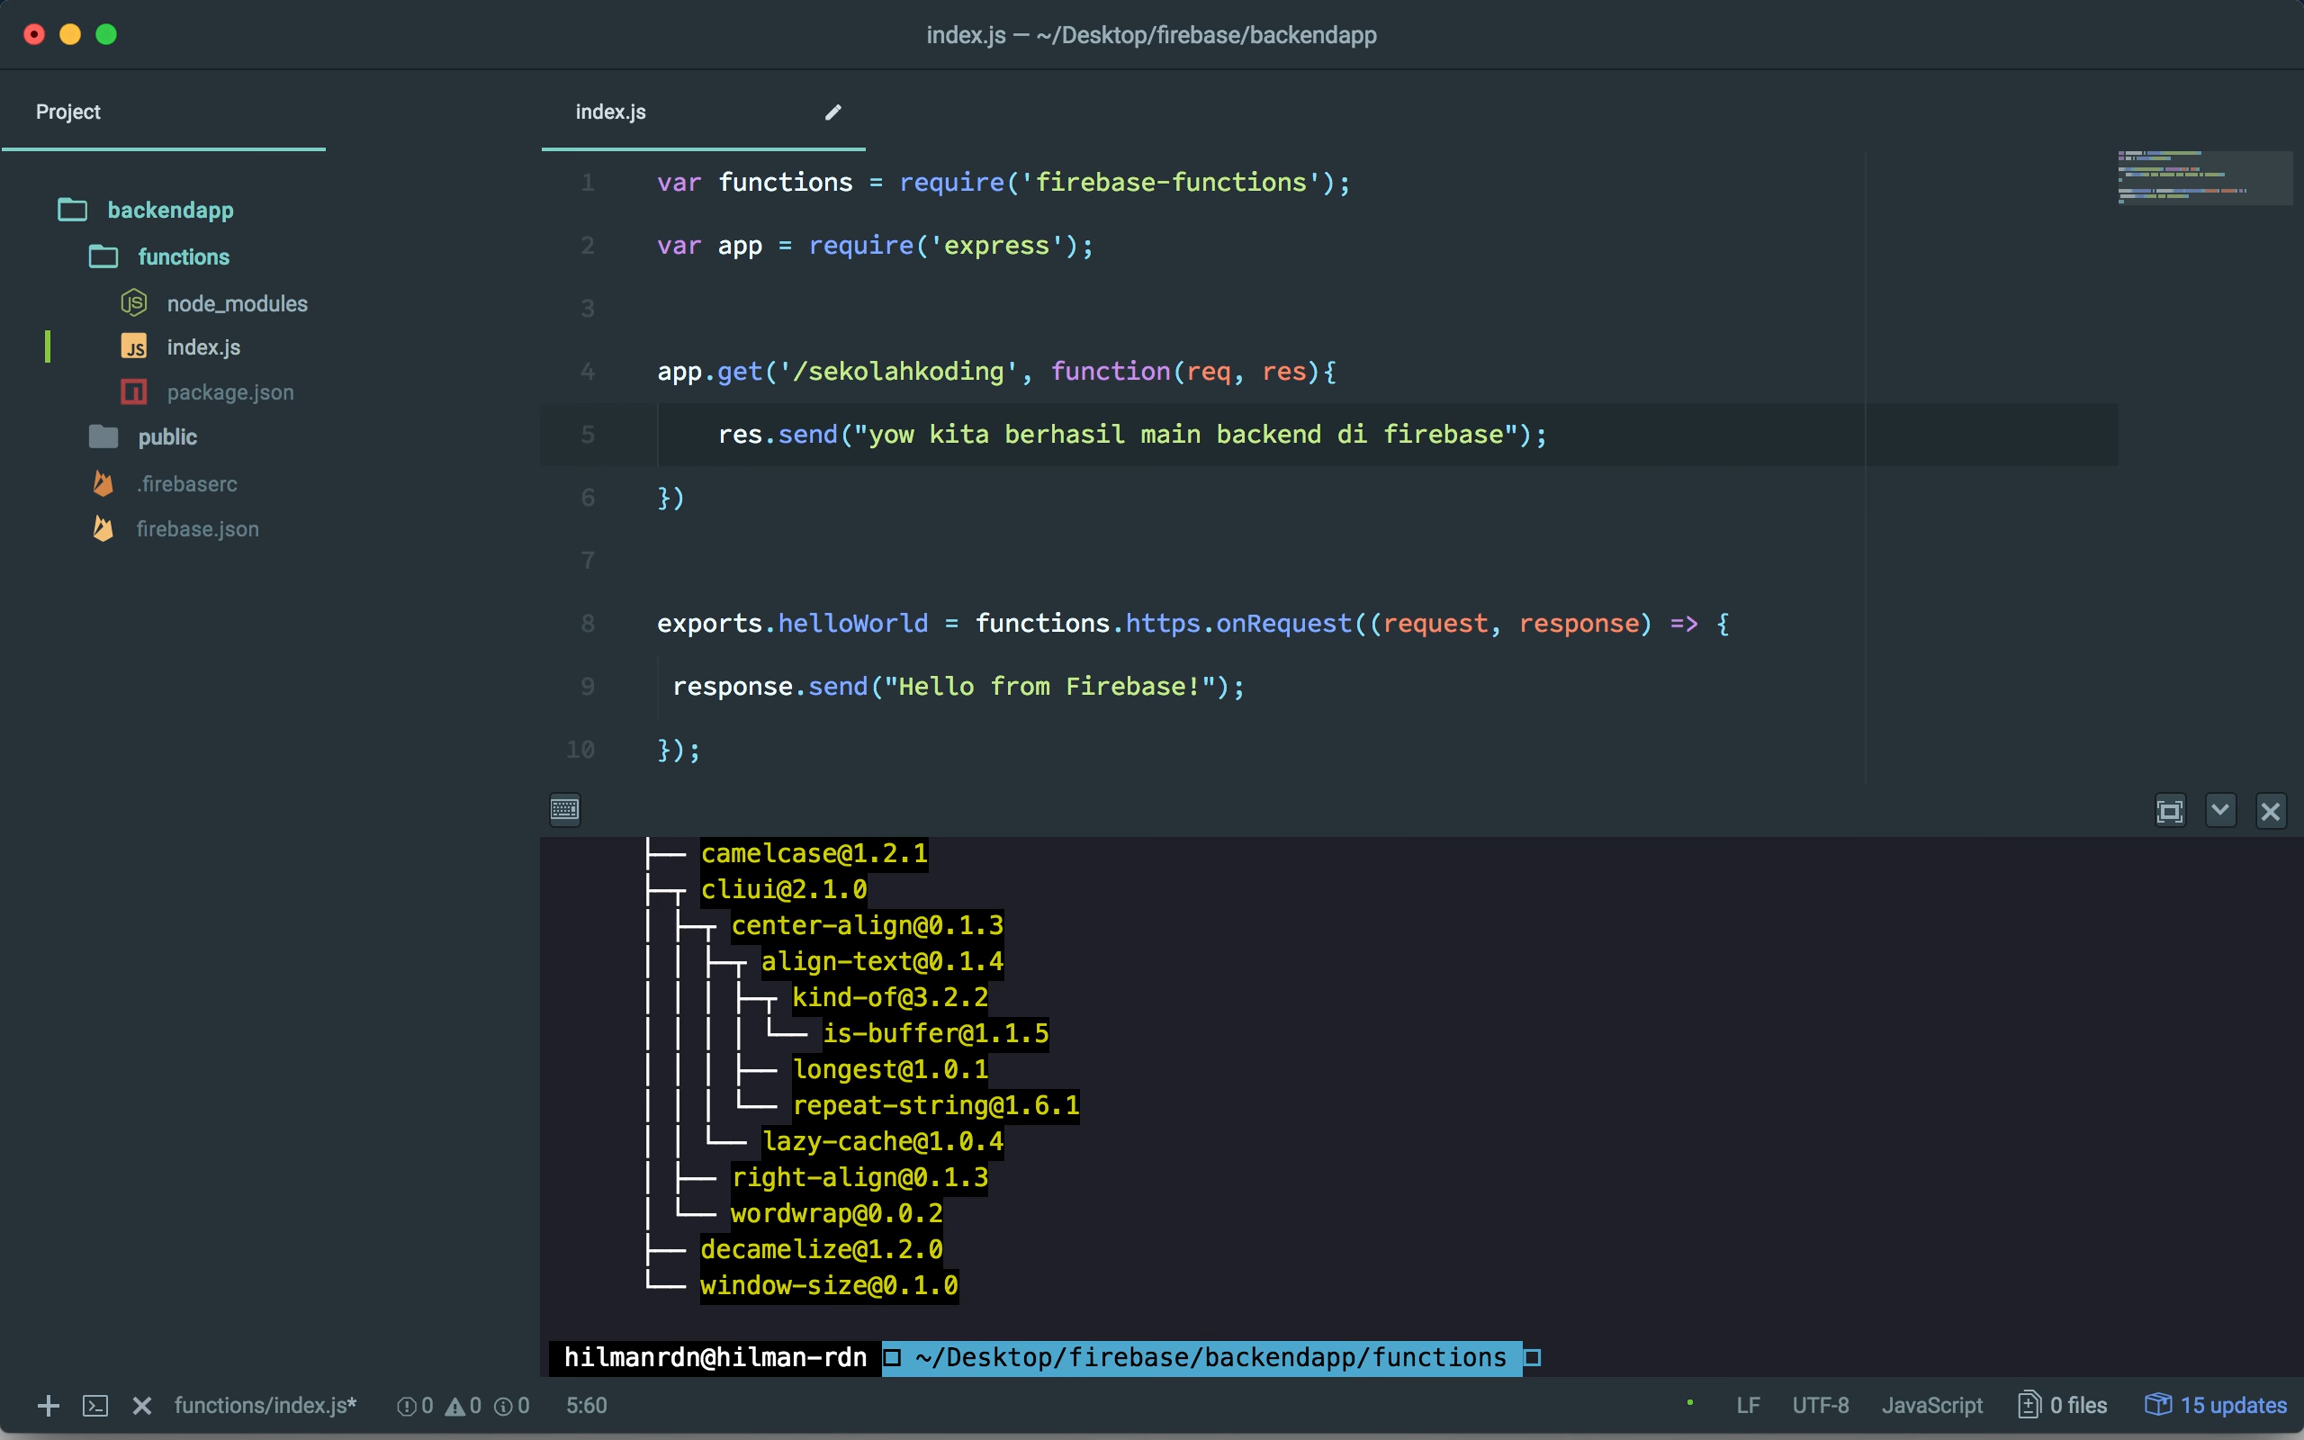 index.js — ~/Desktop/firebase/backendapp
Project
index.js
backendapp
functions
node_modules
index.js
package.json
public
.firebaserc
firebase.json
1 var functions = require('firebase-functions');
2 var app = require('express');
3
4 app.get('/sekolahkoding', function(req, res){
5 res.send("yow kita berhasil main backend di firebase");
6 })
7
8 exports.helloWorld = functions.https.onRequest((request, response) => {
9 response.send("Hello from Firebase!");
10 });
├── camelcase@1.2.1
├─┬ cliui@2.1.0
│ ├─┬ center-align@0.1.3
│ │ ├─┬ align-text@0.1.4
│ │ │ ├─┬ kind-of@3.2.2
│ │ │ │ └── is-buffer@1.1.5
│ │ │ ├── longest@1.0.1
│ │ │ └── repeat-string@1.6.1
│ │ └── lazy-cache@1.0.4
│ ├── right-align@0.1.3
│ └── wordwrap@0.0.2
├── decamelize@1.2.0
└── window-size@0.1.0
hilmanrdn@hilman-rdn ~/Desktop/firebase/backendapp/functions
functions/index.js* 0 0 0 5:60 LF UTF-8 JavaScript 0 files 15 updates